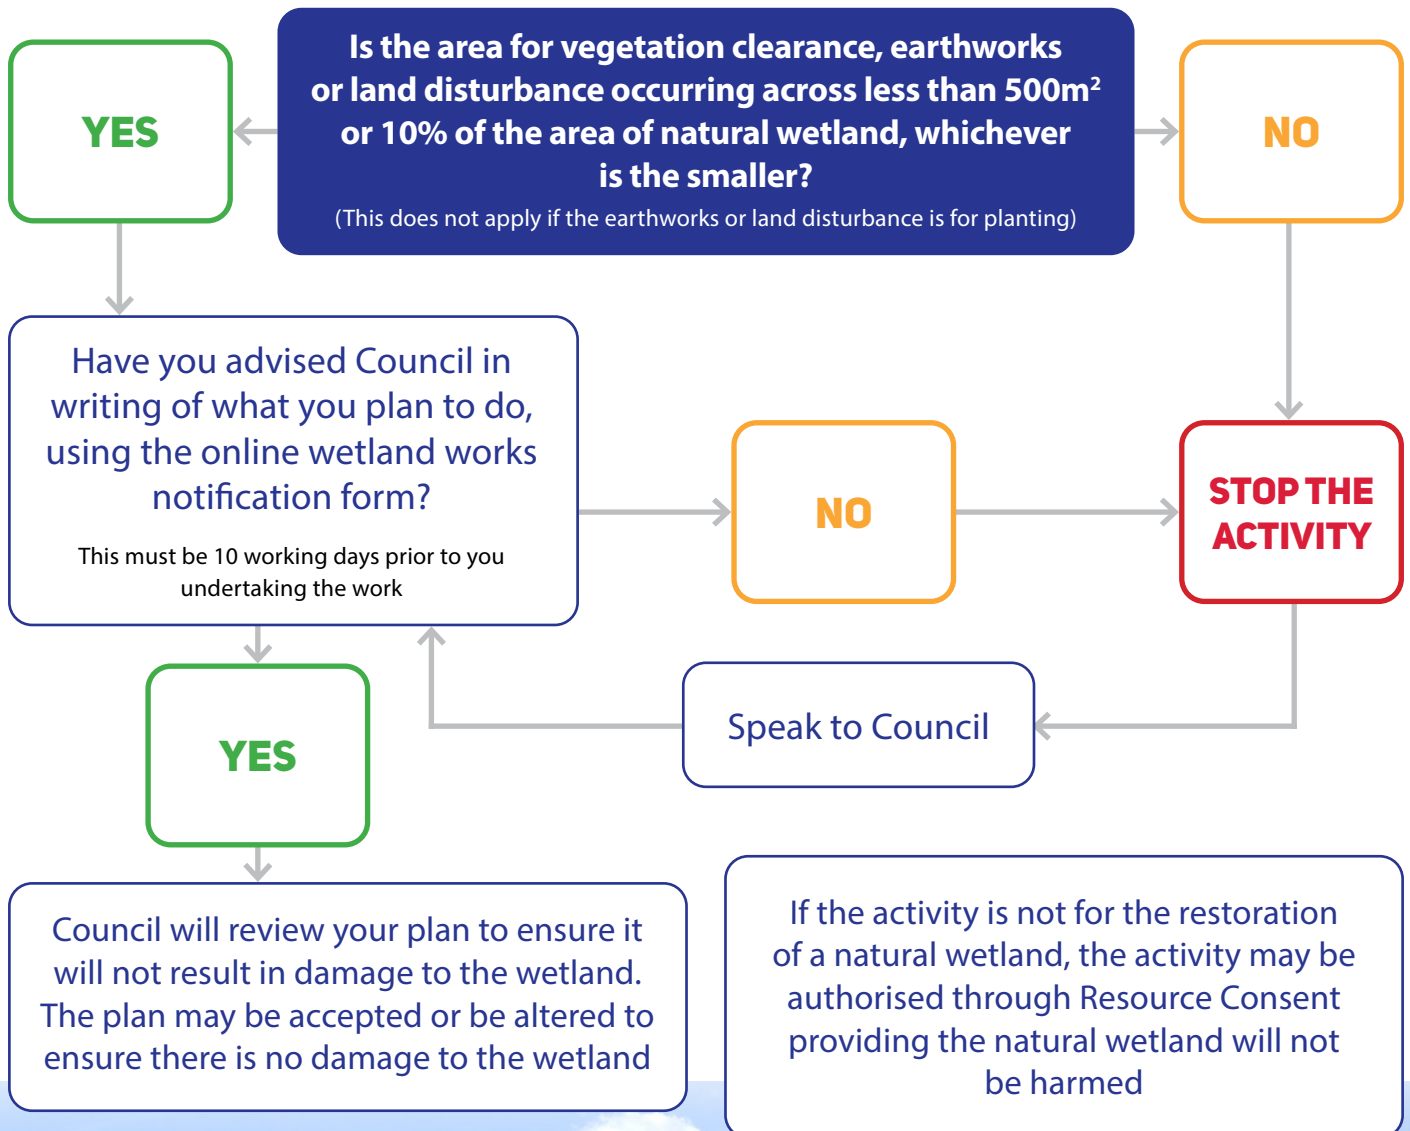 Is the area for vegetation clearance, earthworks
or land disturbance occurring across less than 500m²
or 10% of the area of natural wetland, whichever
is the smaller?
(This does not apply if the earthworks or land disturbance is for planting)
YES
NO
Have you advised Council in
writing of what you plan to do,
using the online wetland works
notification form?
This must be 10 working days prior to you
undertaking the work
NO
STOP THE
ACTIVITY
Speak to Council
YES
Council will review your plan to ensure it
will not result in damage to the wetland.
The plan may be accepted or be altered to
ensure there is no damage to the wetland
If the activity is not for the restoration
of a natural wetland, the activity may be
authorised through Resource Consent
providing the natural wetland will not
be harmed